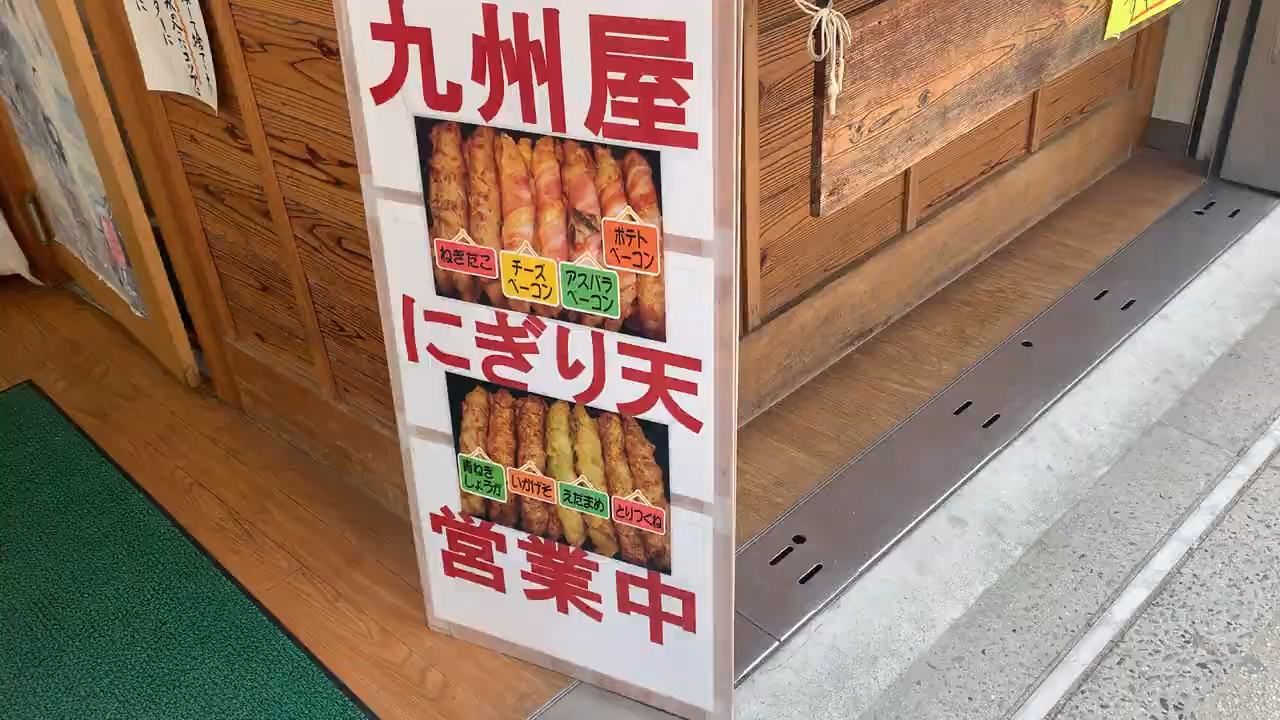 九州屋
ねぎたこ
チーズ
ベーコン
アスパラ
ベーコン
ポテト
ベーコン
にぎり天
青ねぎ
しょうが
いかげそ
えだまめ
とりつくね
営業中